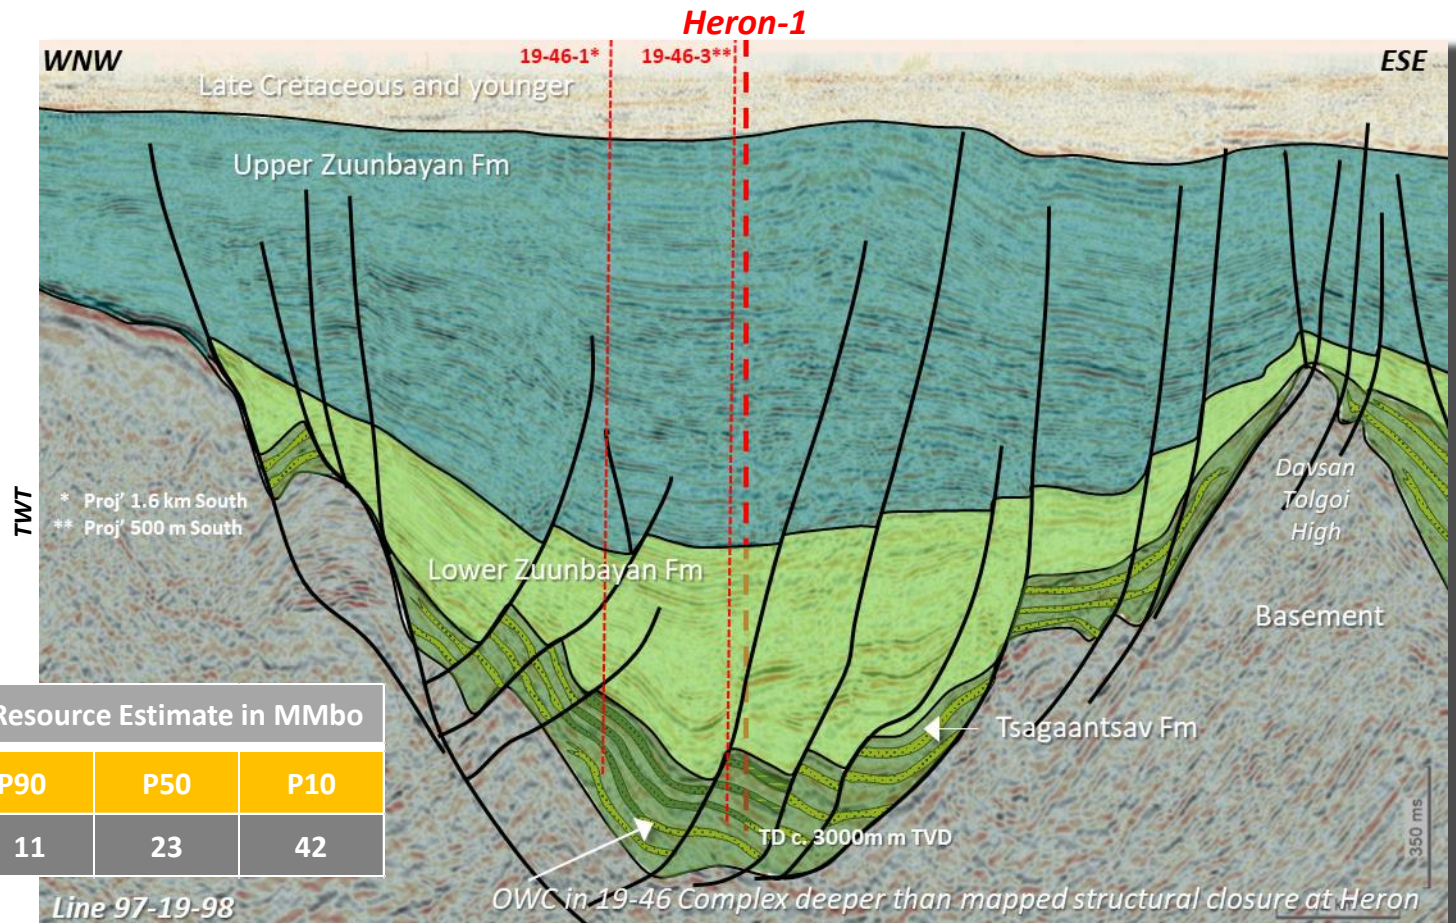 Heron-1
WNW
19-46-1*
19-46-3**
ESE
Late Cretaceous and younger
Upper Zuunbayan Fm
TWT
* Proj' 1.6 km South
** Proj' 500 m South
Davsan
Tolgoi
High
Lower Zuunbayan Fm
Basement
Resource Estimate in MMbo
P90 P50 P10
11 23 42
Tsagaantsav Fm
350 ms
TD c. 3000m m TVD
OWC in 19-46 Complex deeper than mapped structural closure at Heron
Line 97-19-98